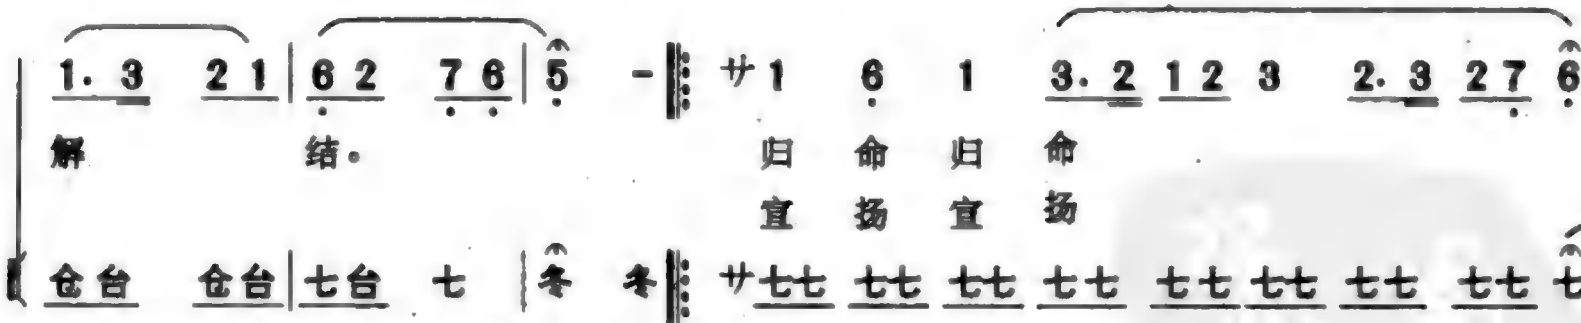 1. 3 2 1 | 6 2 7 6 | 5 - サ 1 6 1 3. 2 1 2 3 2. 3 2 7 6
解 结。 归 命 归 命
宣 扬 宣 扬
仓台 仓台 | 七台 七 | 冬 冬 サ 七七 七七 七七 七七 七七 七七 七七 七七 七